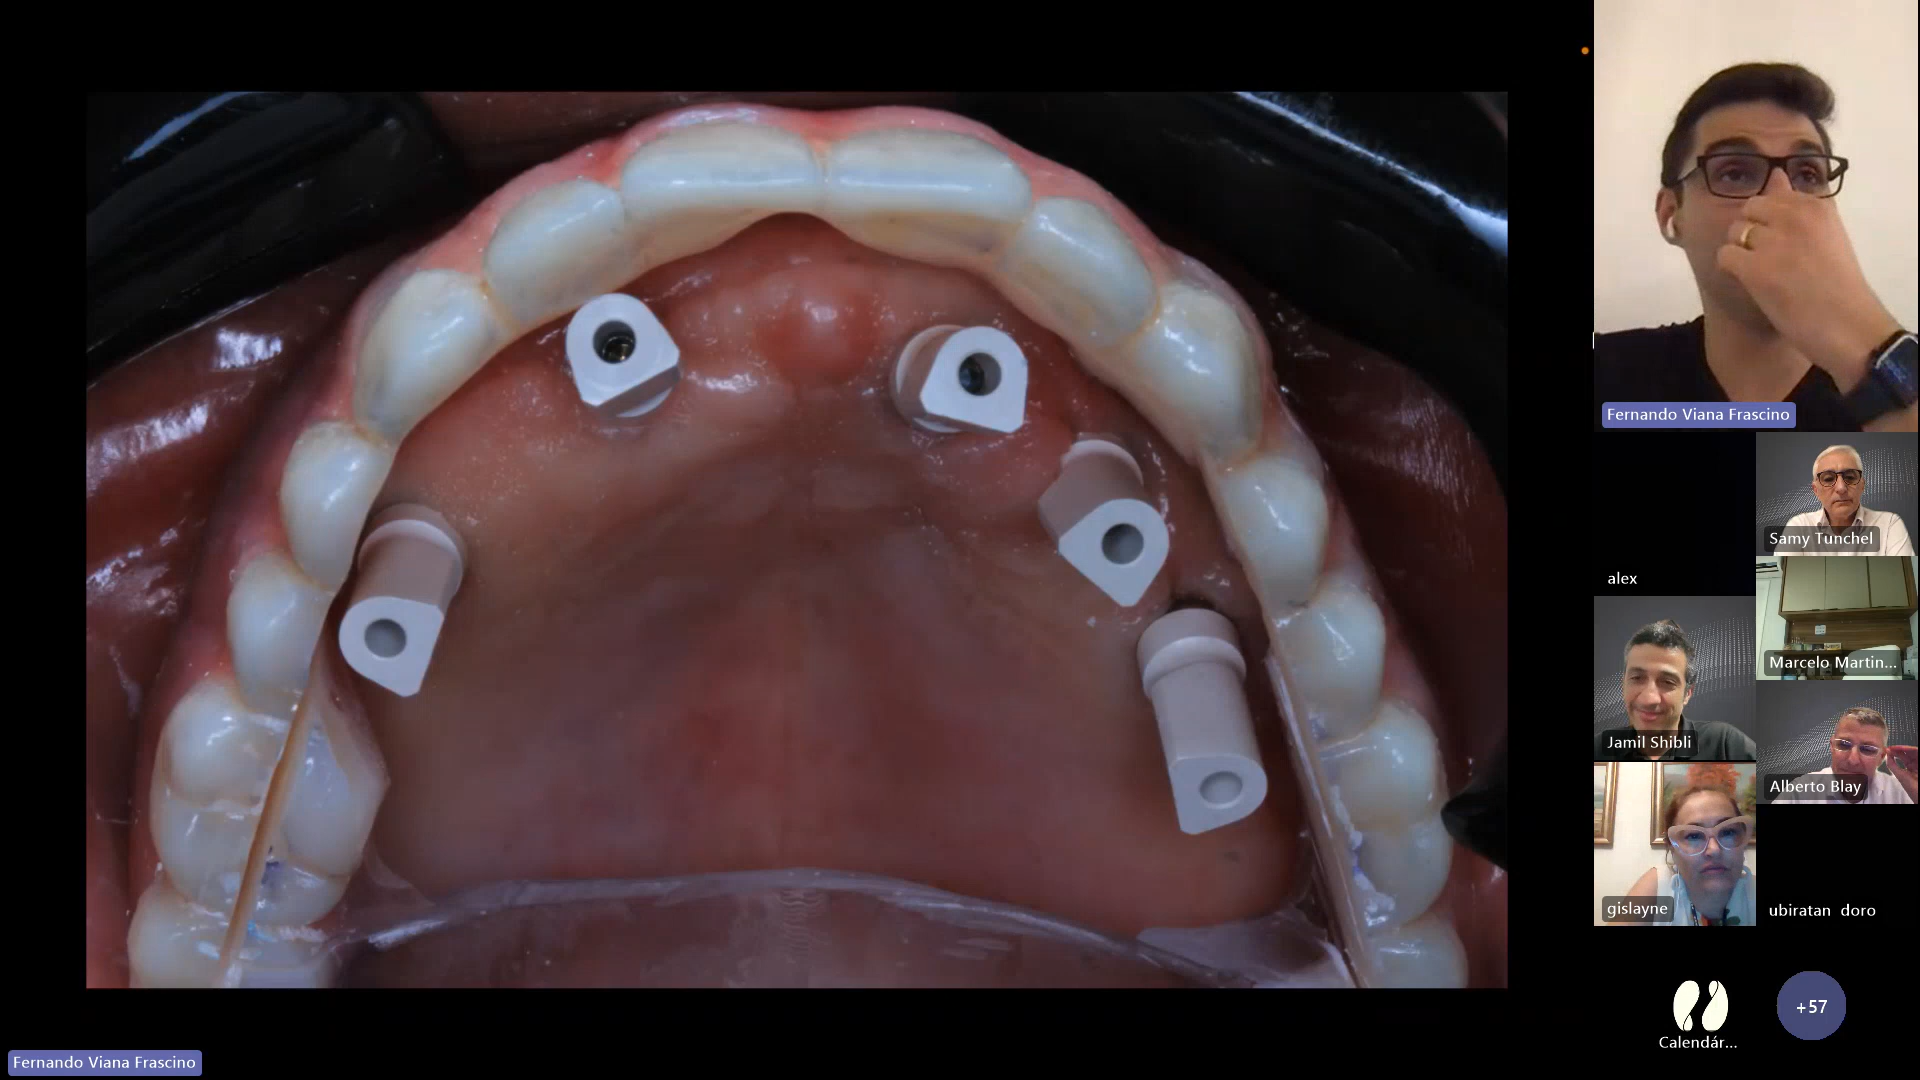 Fernando Viana Frascino
Samy Tunchel
alex
Marcelo Martin...
Jamil Shibli
Alberto Blay
gislayne
ubiratan doro
+57
Calendár...
Fernando Viana Frascino